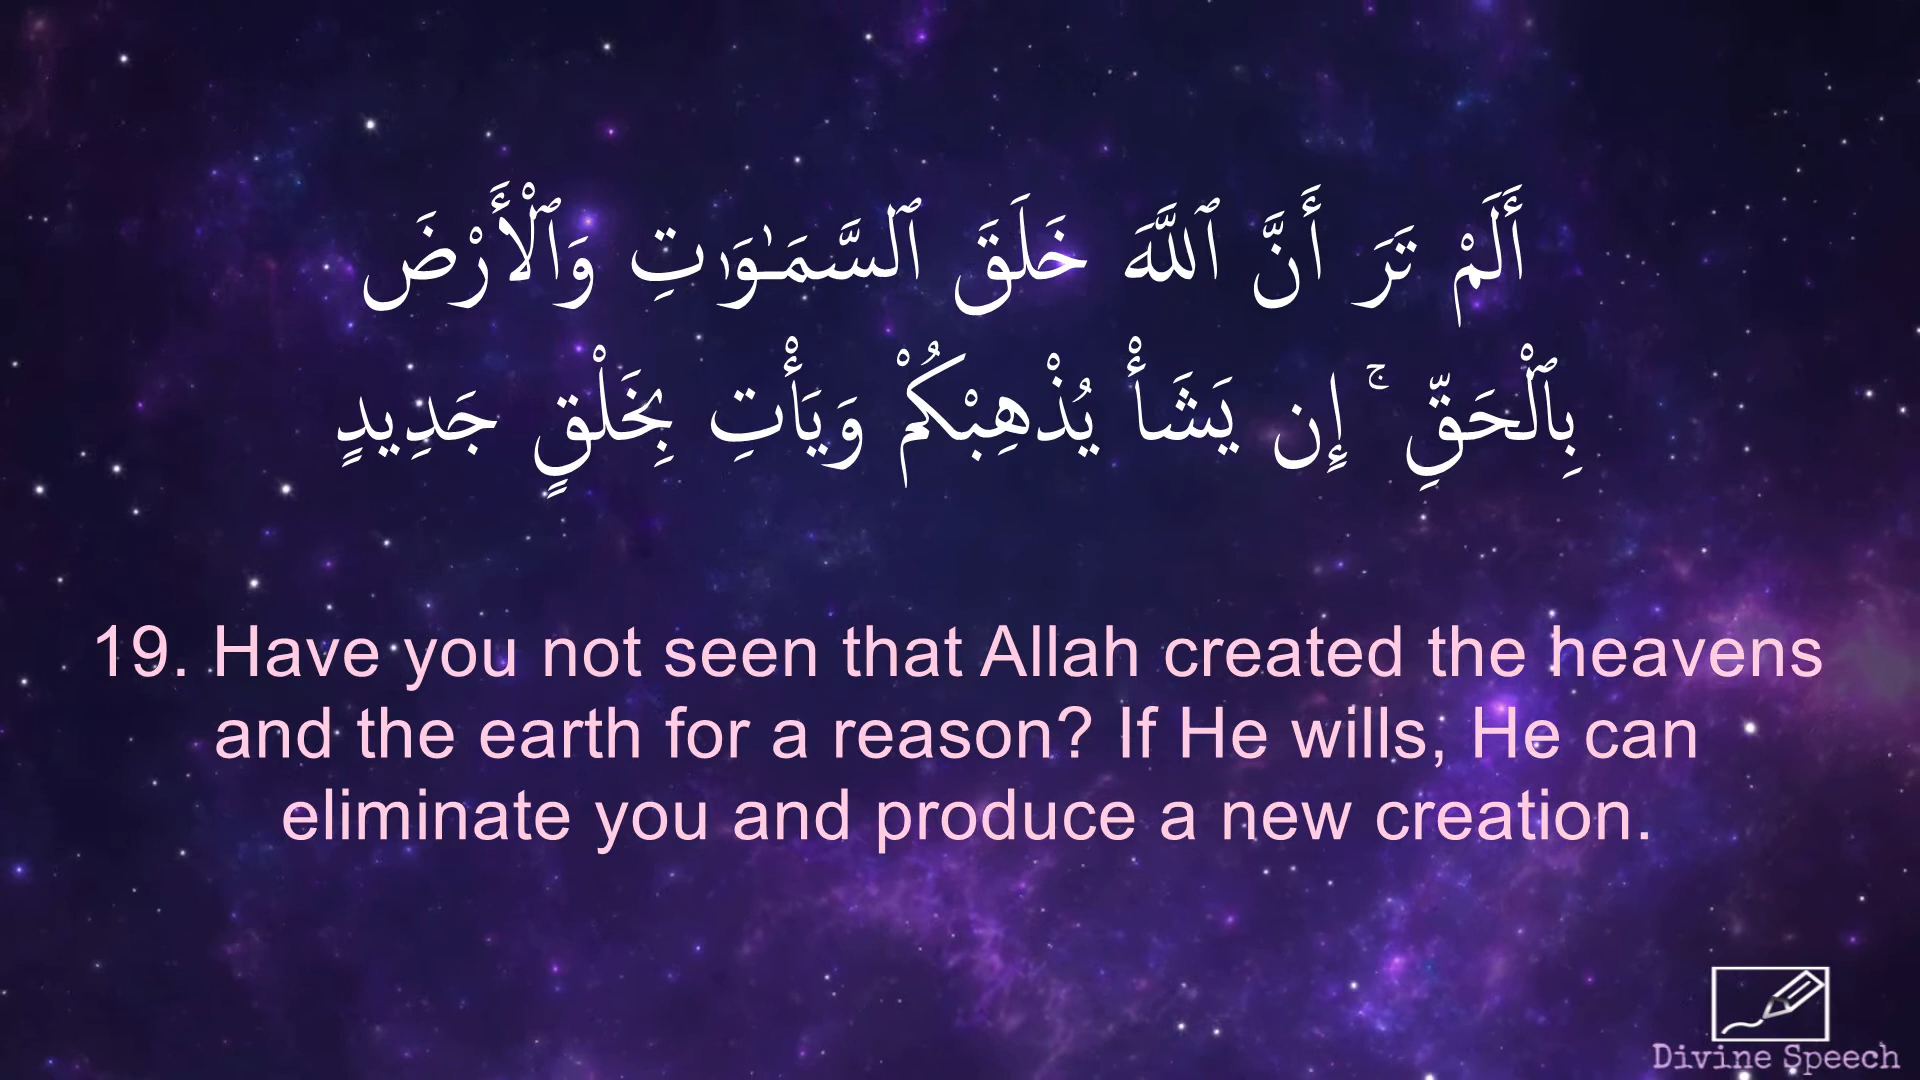 أَلَمْ تَرَ أَنَّ ٱللَّهَ خَلَقَ ٱلسَّمَـٰوَٰتِ وَٱلْأَرْضَ
بِٱلْحَقِّ ۚ إِن يَشَأْ يُذْهِبْكُمْ وَيَأْتِ بِخَلْقٍ جَدِيدٍ
19. Have you not seen that Allah created the heavens
and the earth for a reason? If He wills, He can
eliminate you and produce a new creation.
Divine Speech